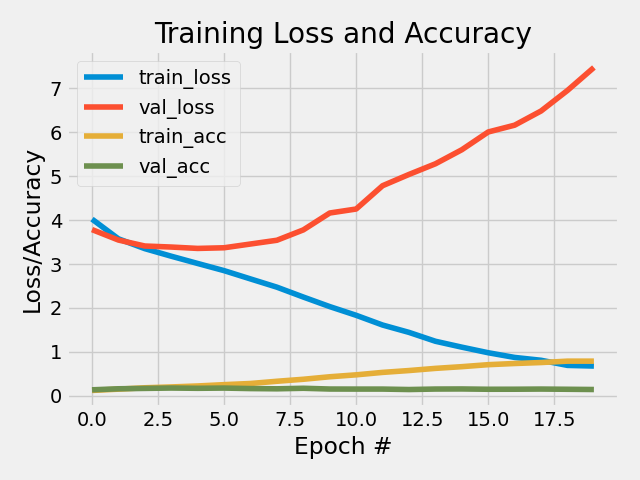 Training Loss and Accuracy
train_loss
val_loss
train_acc
val_acc
Loss/Accuracy
7
6
5
4
3
2
1
0
0.0 2.5 5.0 7.5 10.0 12.5 15.0 17.5
Epoch #